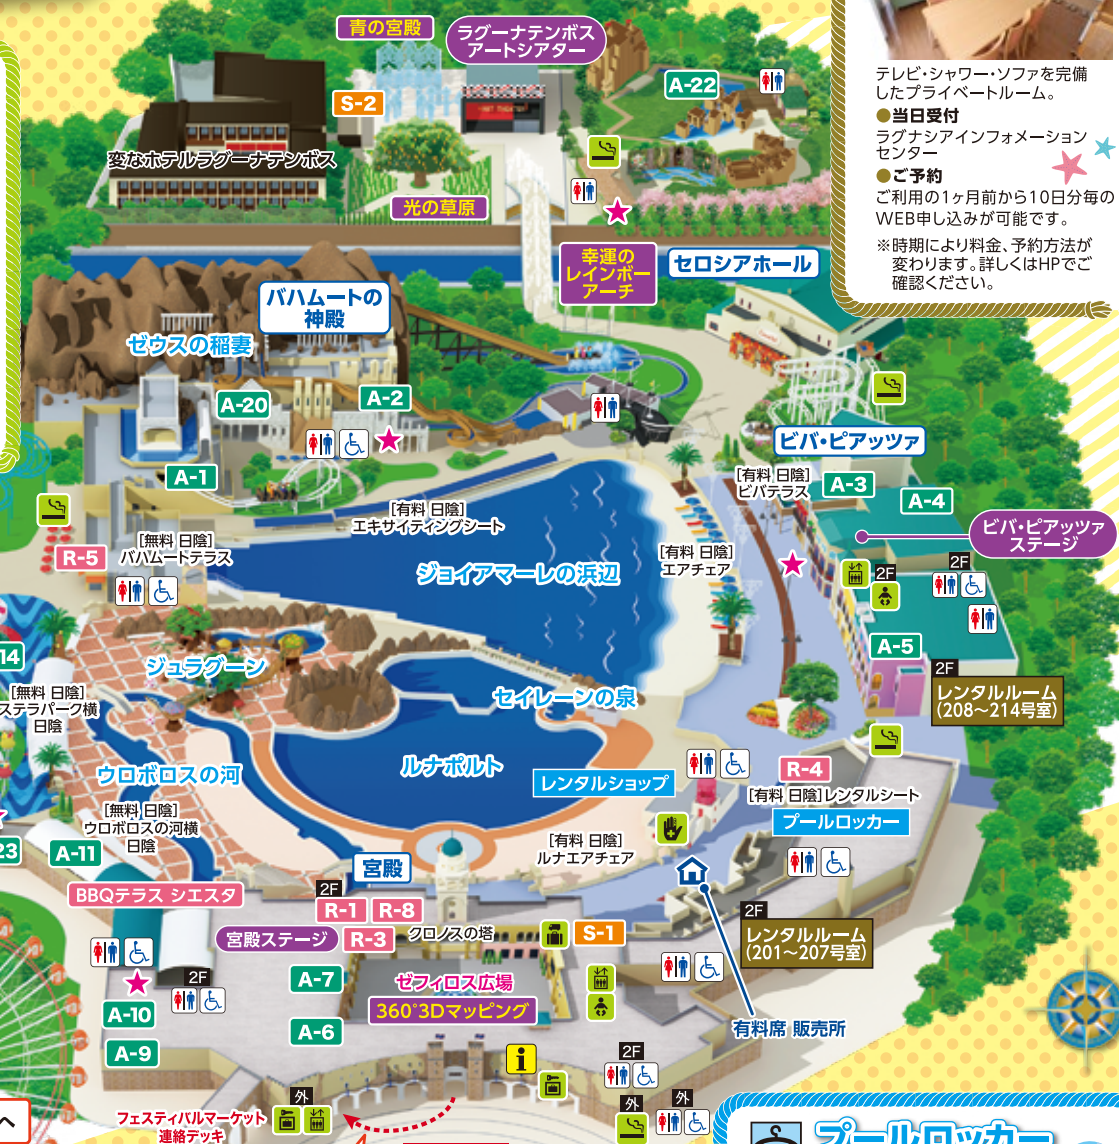 青の宮殿
ラグーナテンボス
アートシアター
S-2
A-22
変なホテルラグーナテンボス
光の草原
テレビ・シャワー・ソファを完備
したプライベートルーム。
●当日受付
ラグナシアインフォメーション
センター
●ご予約
ご利用の1ヶ月前から10日分毎の
WEB申し込みが可能です。
※時期により料金、予約方法が
変わります。詳しくはHPでご
確認ください。
幸運の
レインボー
アーチ
セロシアホール
バハムートの
神殿
ゼウスの稲妻
A-20
A-2
A-1
ビバ・ピアッツァ
[有料 日陰]
ビバテラス
A-3
A-4
ビバ・ピアッツァ
ステージ
[有料 日陰]
エキサイティングシート
[無料 日陰]
バハムートテラス
R-5
ジョイアマーレの浜辺
[有料 日陰]
エアチェア
2F
2F
A-5
2F
レンタルルーム
(208〜214号室)
14
ジュラグーン
[無料 日陰]
ステラパーク横
日陰
セイレーンの泉
ルナポルト
ウロボロスの河
[無料 日陰]
ウロボロスの河横
日陰
レンタルショップ
R-4
[有料 日陰]レンタルシート
プールロッカー
[有料 日陰]
ルナエアチェア
23
A-11
宮殿
BBQテラス シエスタ
2F
R-1
R-8
宮殿ステージ
R-3
クロノスの塔
S-1
2F
レンタルルーム
(201〜207号室)
2F
A-7
ゼフィロス広場
360°3Dマッピング
A-10
A-6
A-9
有料席 販売所
2F
外
外
外
フェスティバルマーケット
連絡デッキ
へ
プールロッカー